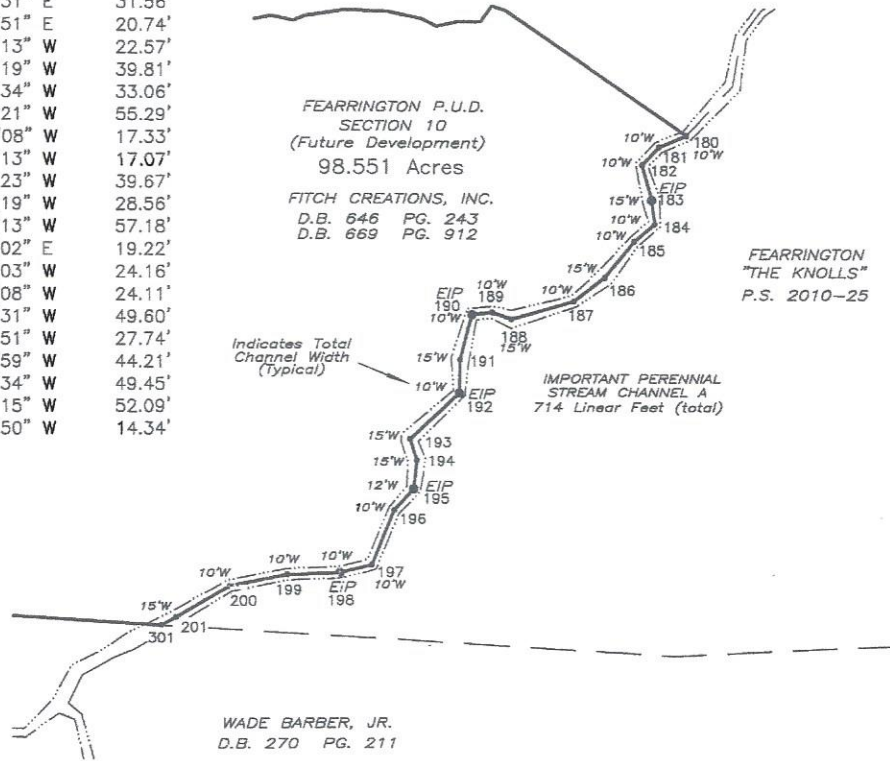 31" E 31.56'
51" E 20.74'
13" W 22.57'
19" W 39.81'
34" W 33.06'
21" W 55.29'
08" W 17.33'
13" W 17.07'
23" W 39.67'
19" W 28.56'
13" W 57.18'
02" E 19.22'
03" W 24.16'
08" W 24.11'
31" W 49.60'
51" W 27.74'
59" W 44.21'
34" W 49.45'
15" W 52.09'
50" W 14.34'
FEARRINGTON P.U.D.
SECTION 10
(Future Development)
98.551 Acres
FITCH CREATIONS, INC.
D.B. 646 PG. 243
D.B. 669 PG. 912
10'W 180
181 10'W
10'W 182
EIP
15'W 183
10'W 184
10'W 185
15'W 186
FEARRINGTON
"THE KNOLLS"
P.S. 2010-25
10'W 187
10'W
EIP 189
190
10'W 188
15'W
15'W 191
Indicates Total
Channel Width
(Typical)
10'W EIP
192
IMPORTANT PERENNIAL
STREAM CHANNEL A
714 Linear Feet (total)
15'W 193
15'W 194
12'W EIP
195
10'W 196
10'W 197
10'W
EIP
198
10'W
199
10'W
200
15'W
201
301
WADE BARBER, JR.
D.B. 270 PG. 211